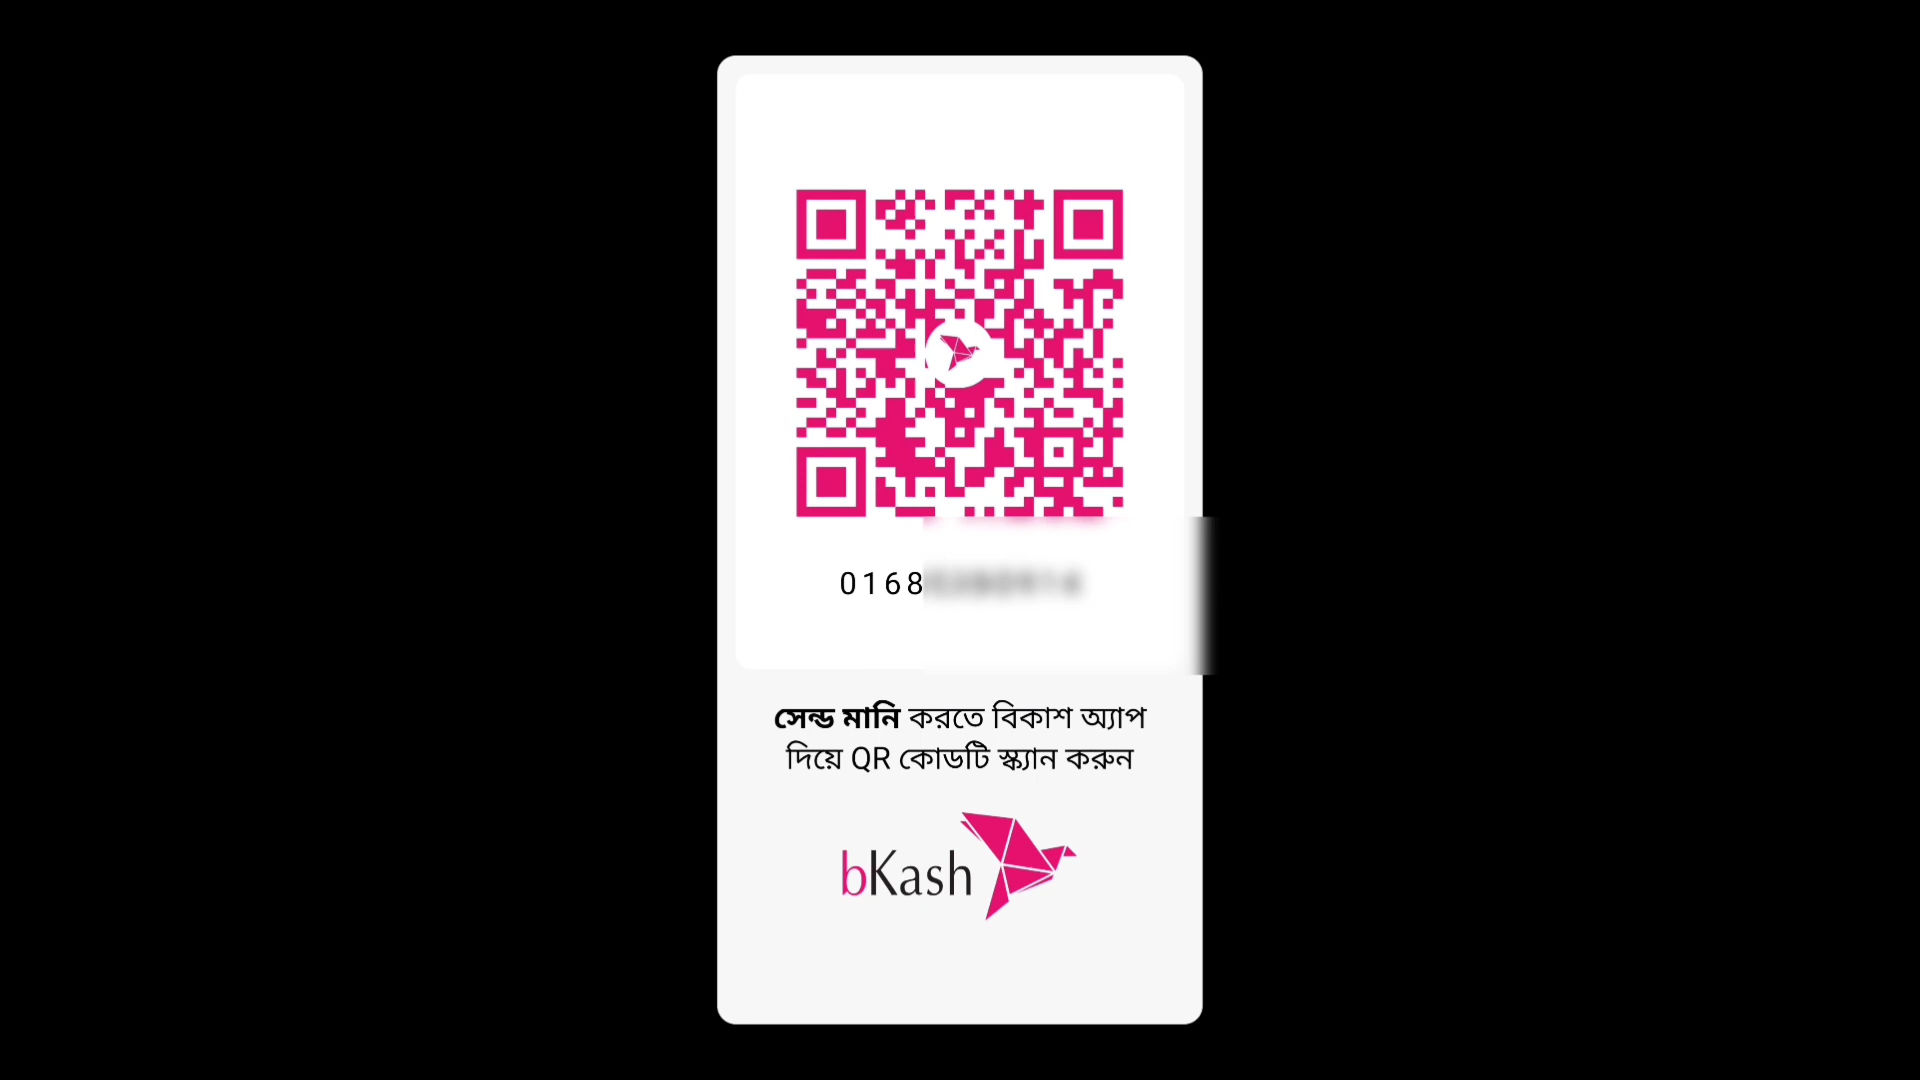 0168
সেন্ড মানি করতে বিকাশ অ্যাপ
দিয়ে QR কোডটি স্ক্যান করুন
bKash